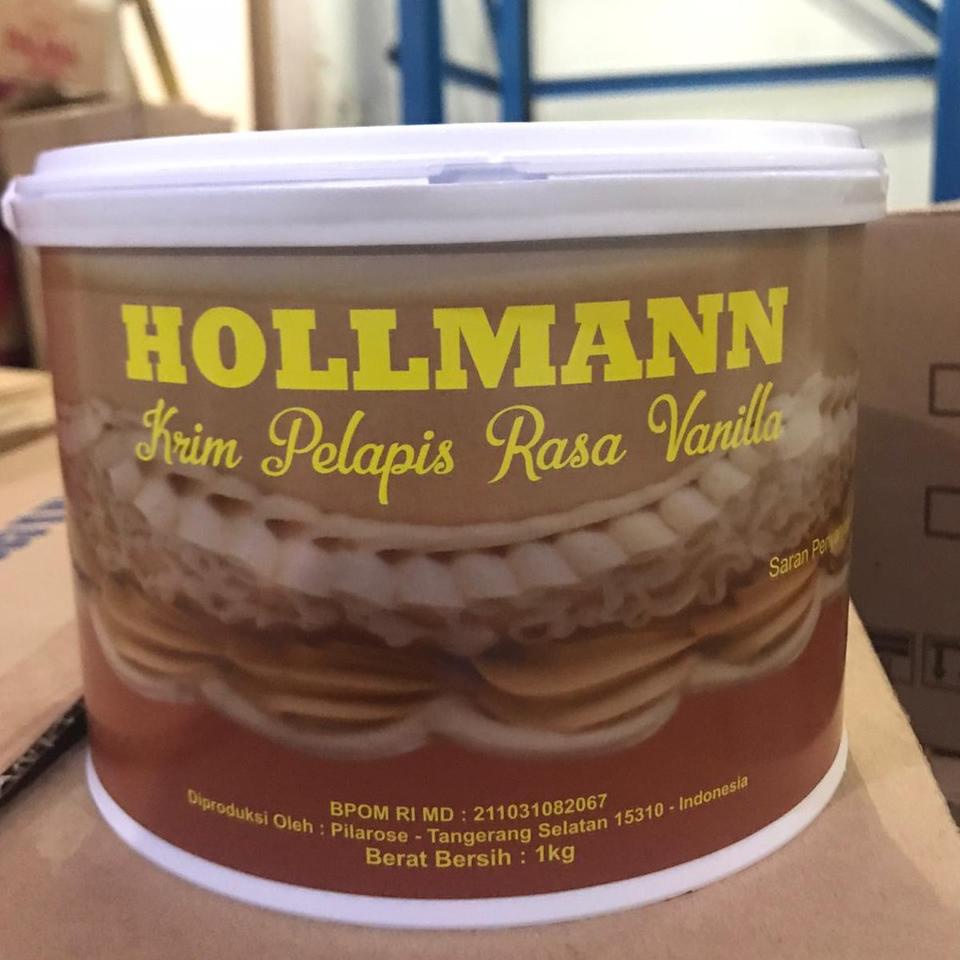 HOLLMANN
Krim Pelapis Rasa Vanilla
Saran
BPOM RI MD : 211031082067
Diproduksi Oleh : Pilarose - Tangerang Selatan 15310 - Indonesia
Berat Bersih : 1kg